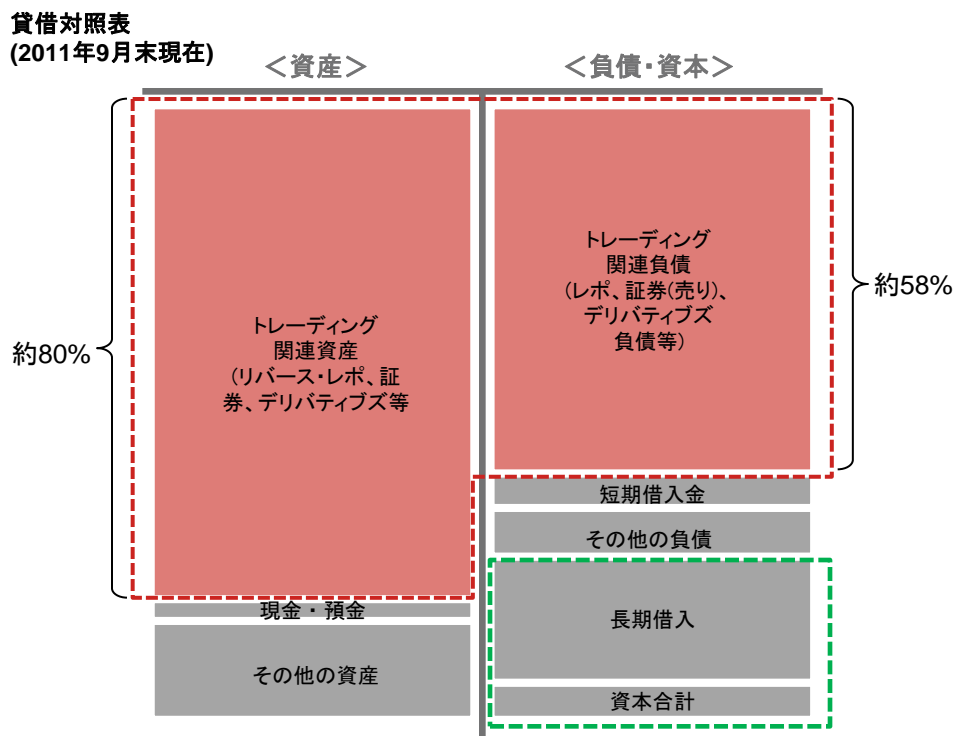 貸借対照表
(2011年9月末現在)
＜資産＞
＜負債・資本＞
約80%
トレーディング
関連資産
(リバース・レポ、証
券、デリバティブズ等
現金・預金
その他の資産
トレーディング
関連負債
(レポ、証券(売り)、
デリバティブズ
負債等)
約58%
短期借入金
その他の負債
長期借入
資本合計